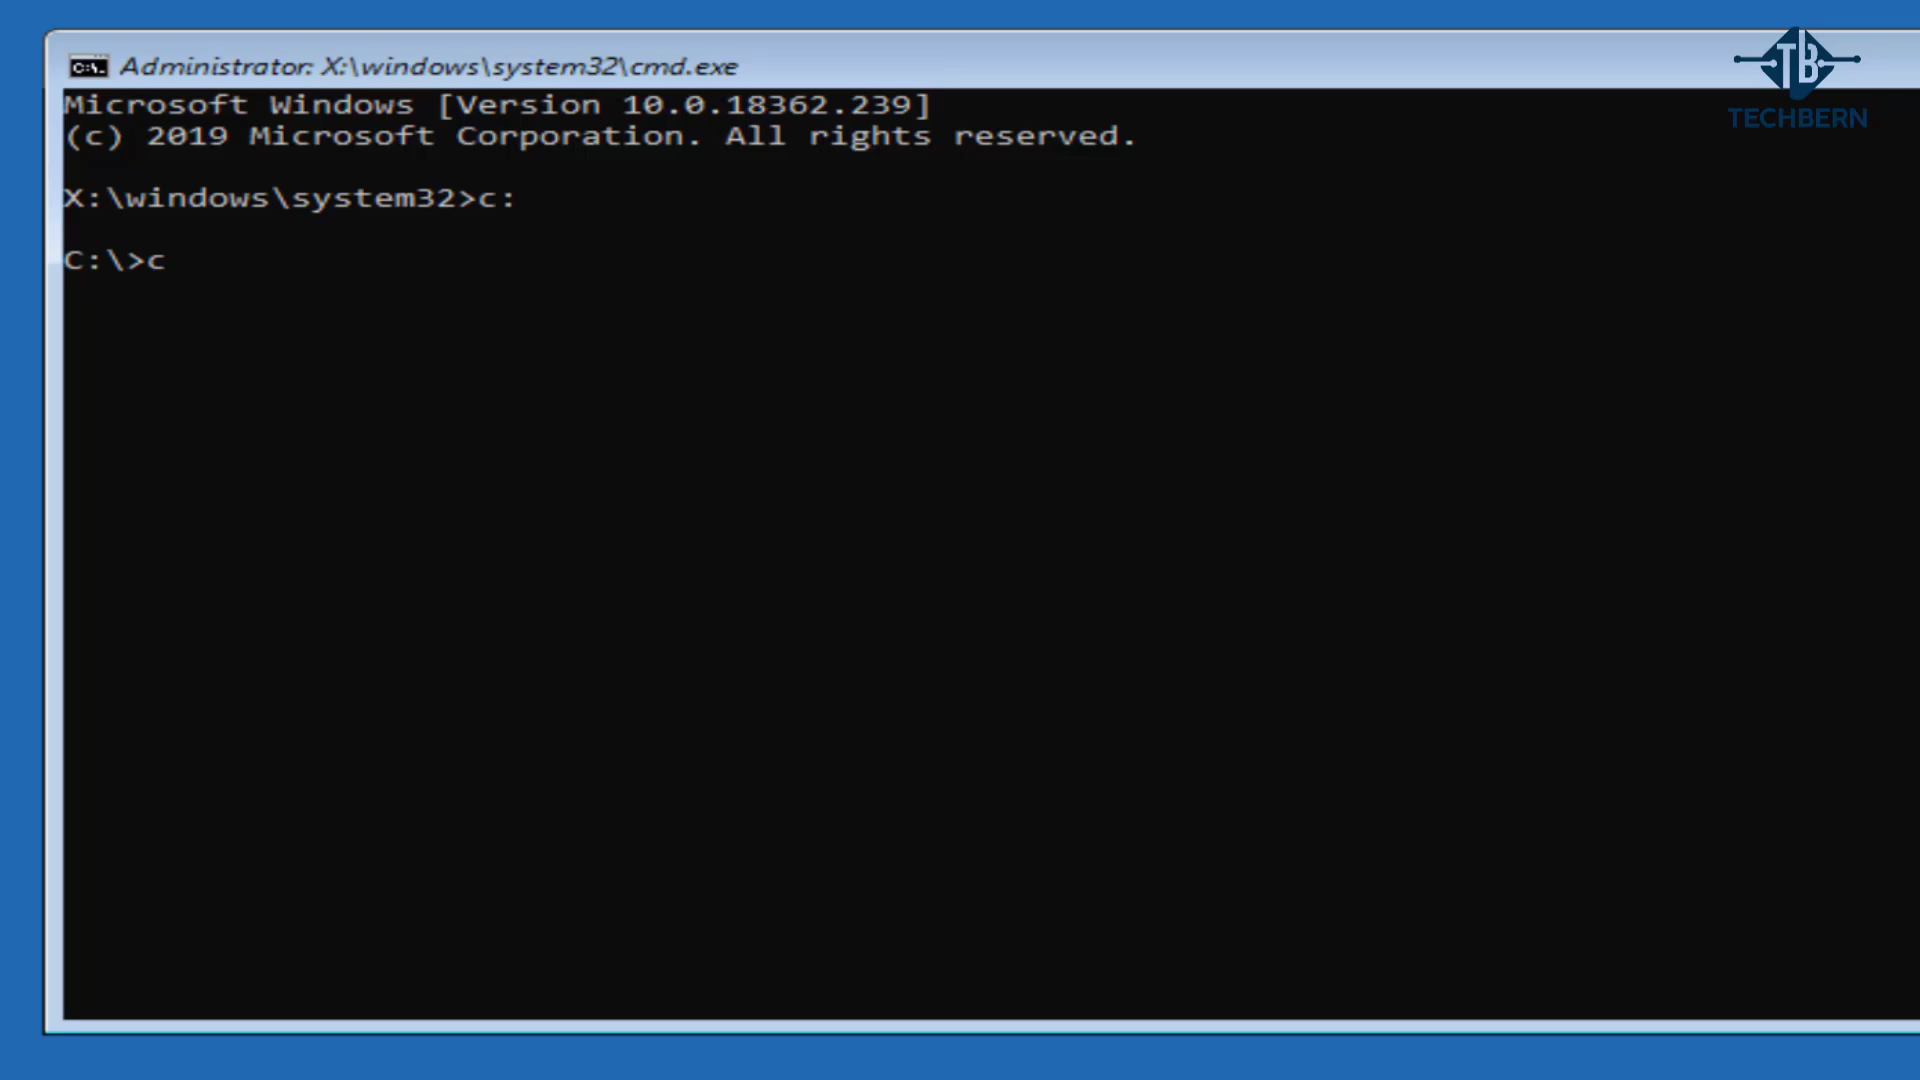 Administrator: X:\windows\system32\cmd.exe
TB
TECHBERN
Microsoft Windows [Version 10.0.18362.239]
(c) 2019 Microsoft Corporation. All rights reserved.
X:\windows\system32>c:
C:\>c